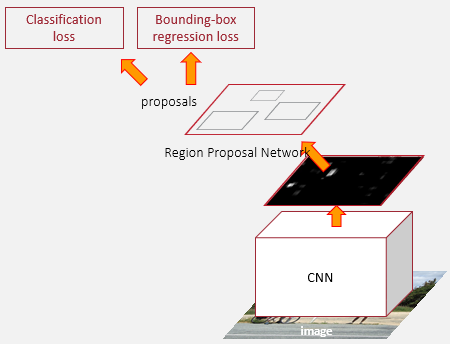 Classification
loss
Bounding-box
regression loss
proposals
Region Proposal Network
CNN
image